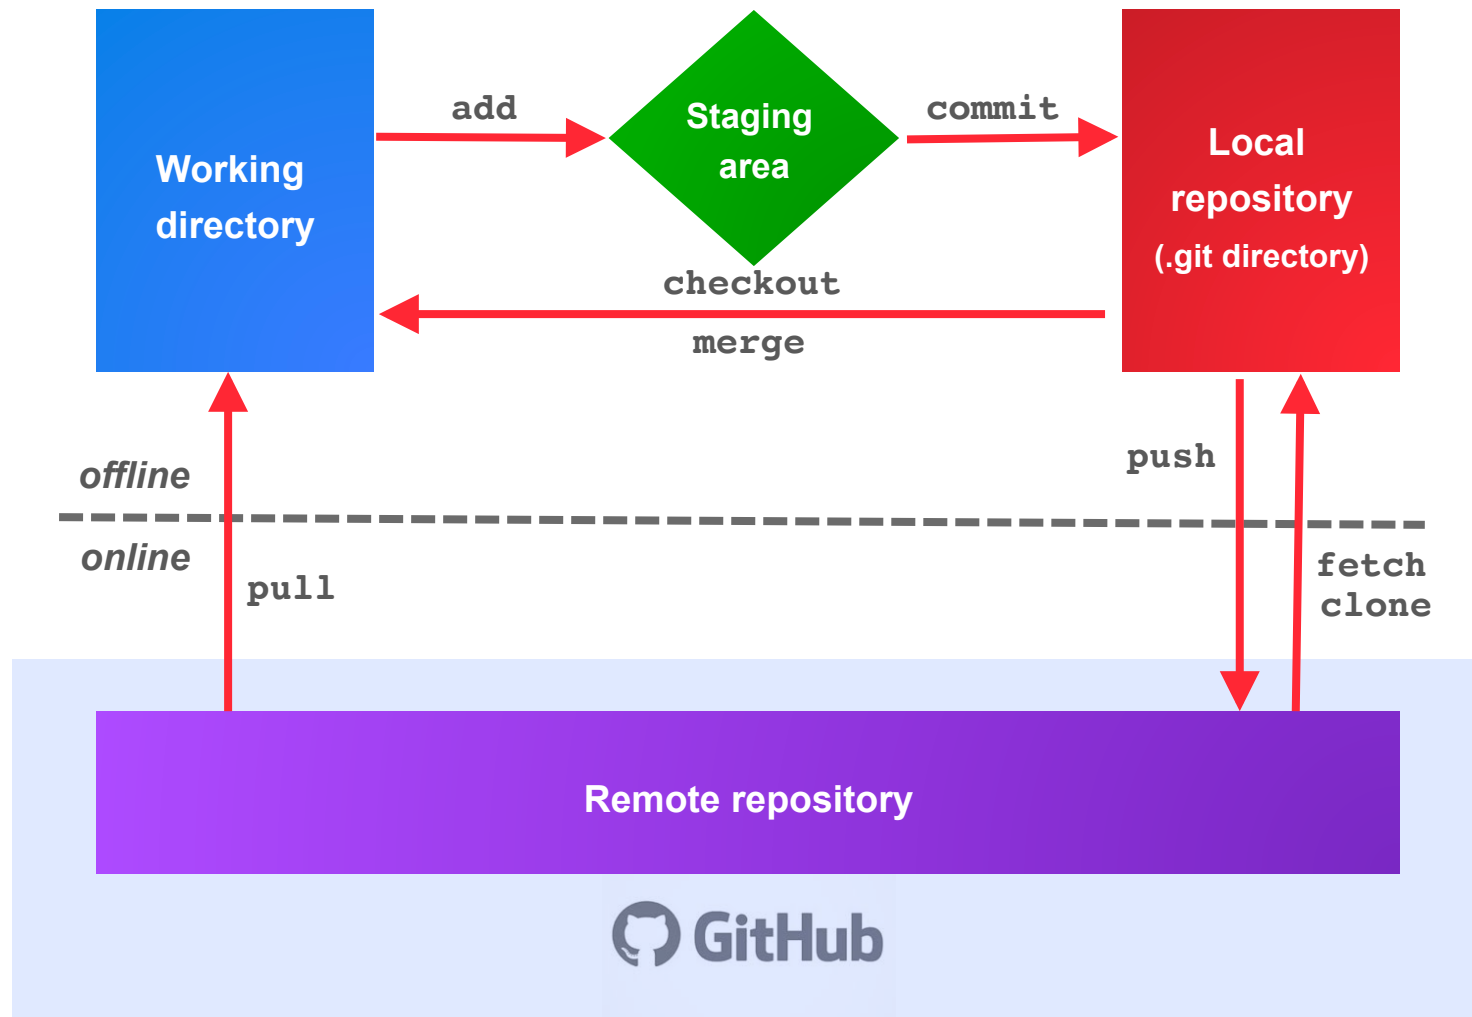 Working
directory
add
Staging
area
commit
Local
repository
(.git directory)
checkout
merge
offline
online
pull
push
fetch
clone
Remote repository
GitHub